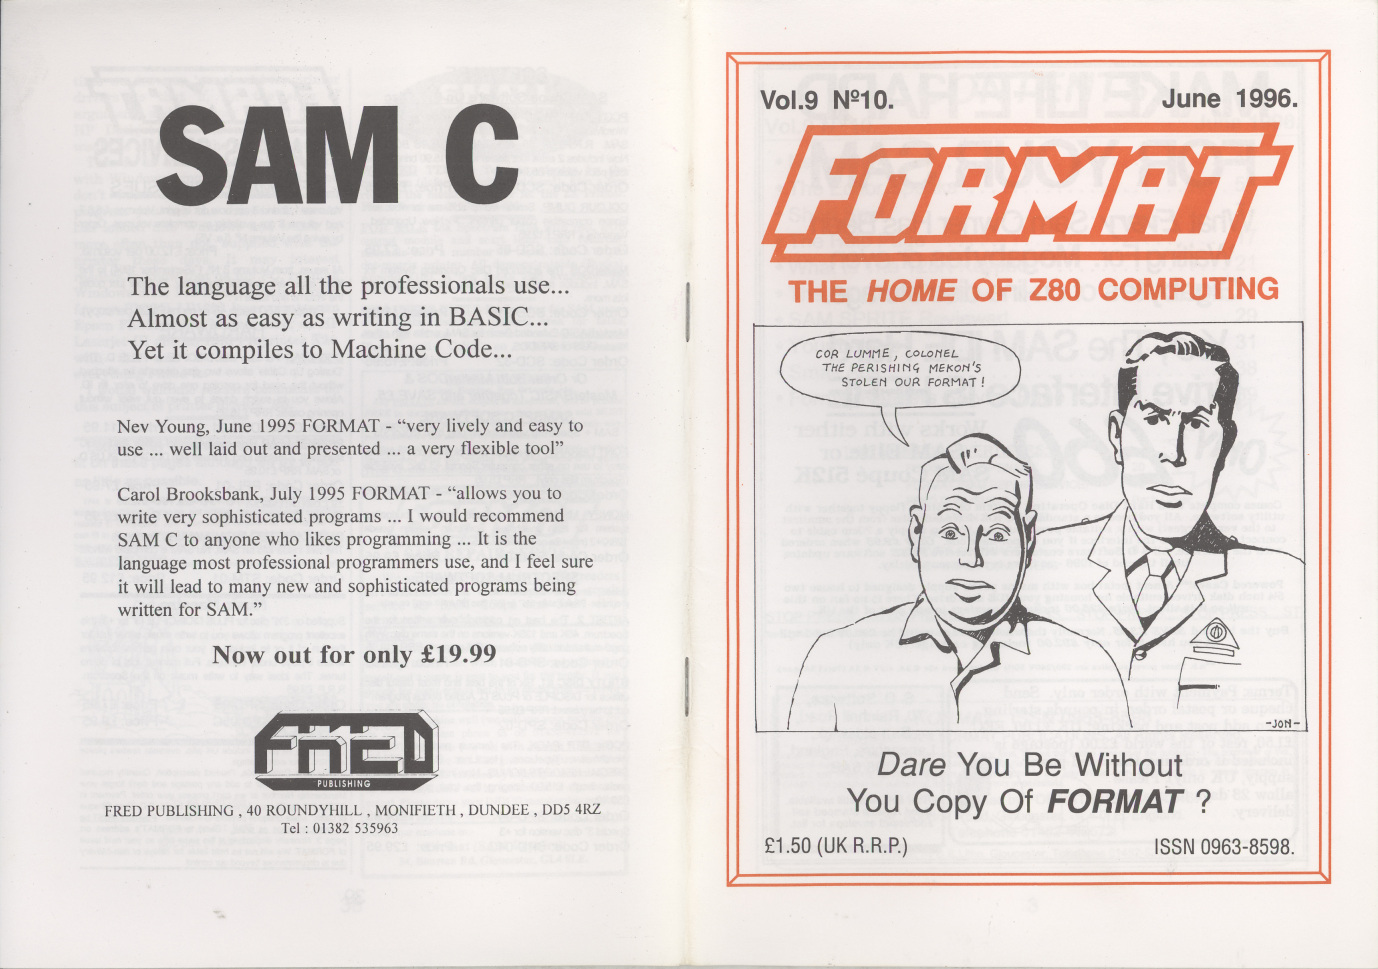 SAM C
The language all the professionals use...
Almost as easy as writing in BASIC...
Yet it compiles to Machine Code...
Nev Young, June 1995 FORMAT - “very lively and easy to
use ... well laid out and presented ... a very flexible tool”
Carol Brooksbank, July 1995 FORMAT - “allows you to
write very sophisticated programs ... I would recommend
SAM C to anyone who likes programming ... It is the
language most professional programmers use, and I feel sure
it will lead to many new and sophisticated programs being
written for SAM.”
Now out for only £19.99
FRED
PUBLISHING
FRED PUBLISHING , 40 ROUNDYHILL , MONIFIETH , DUNDEE , DD5 4RZ
Tel : 01382 535963
Vol.9 Nº10. June 1996.
FORMAT
THE HOME OF Z80 COMPUTING
COR LUMME, COLONEL
THE PERISHING MEKON'S
STOLEN OUR FORMAT!
-JON-
Dare You Be Without
You Copy Of FORMAT ?
£1.50 (UK R.R.P.) ISSN 0963-8598.